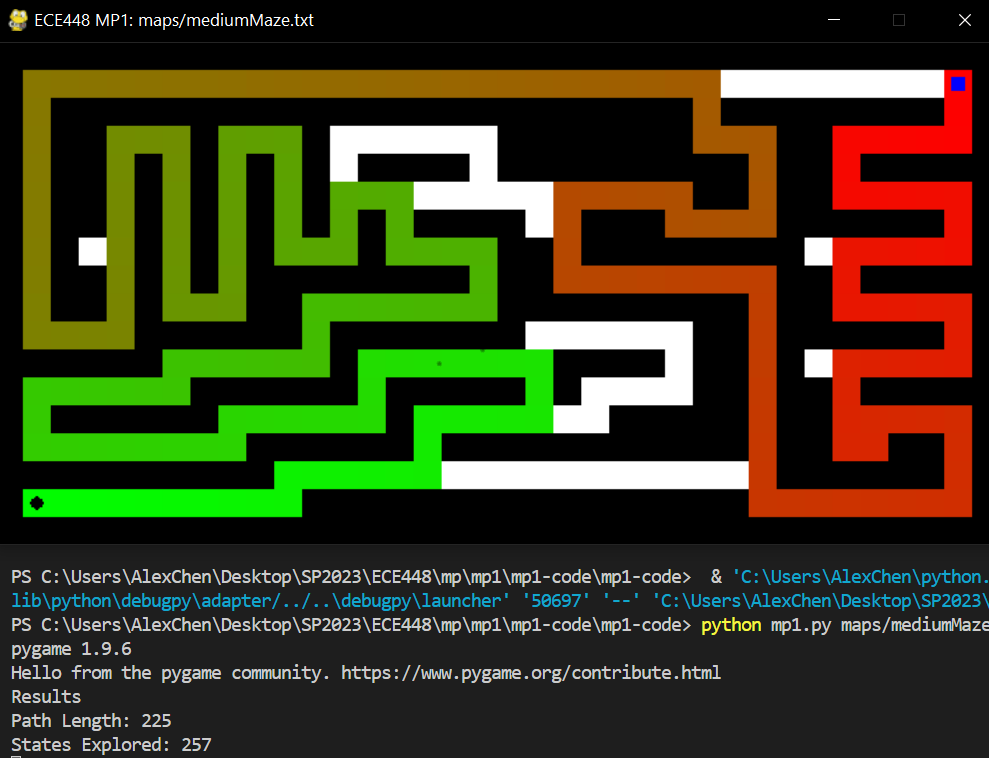 ECE448 MP1: maps/mediumMaze.txt
PS C:\Users\AlexChen\Desktop\SP2023\ECE448\mp\mp1\mp1-code\mp1-code>  & 'C:\Users\AlexChen\python.
lib\python\debugpy\adapter/../..\debugpy\launcher' '50697' '--' 'C:\Users\AlexChen\Desktop\SP2023\
PS C:\Users\AlexChen\Desktop\SP2023\ECE448\mp\mp1\mp1-code\mp1-code> python mp1.py maps/mediumMaze
pygame 1.9.6
Hello from the pygame community. https://www.pygame.org/contribute.html
Results
Path Length: 225
States Explored: 257